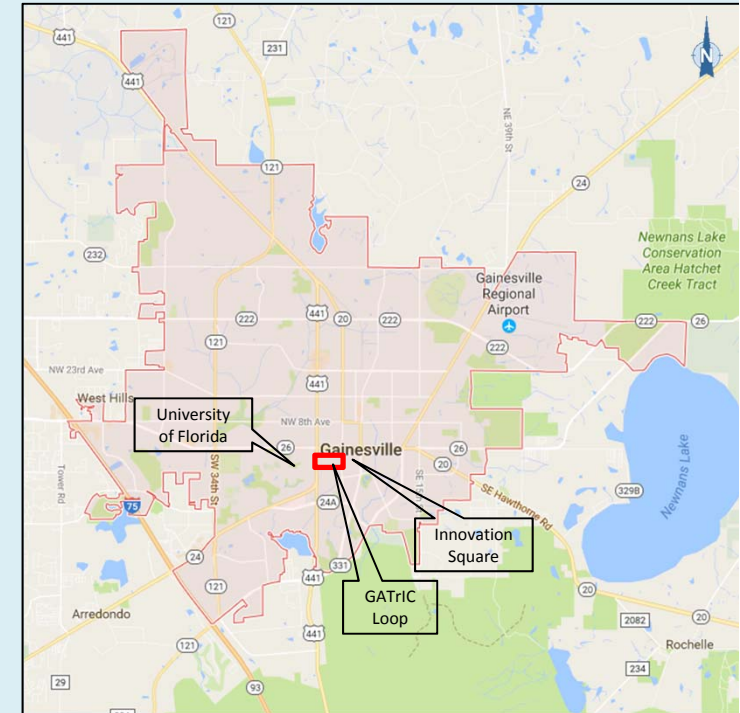 441
121
231
441
N
NE 39th St
121
24
232
Newnans Lake
Conservation
Area Hatchet
Creek Tract
Gainesville
Regional
Airport
222
441
20
222
222
26
121
222
NW 23rd Ave
441
West Hills
University
of Florida
NW 8th Ave
26
Gainesville
26
20
SW 34th St
Tower Rd
75
24A
SE Hawthorne Rd
329B
Newnans Lake
Innovation
Square
24
331
441
GATrIC
Loop
121
20
20
Arredondo
2082
441
121
Rochelle
234
29
93